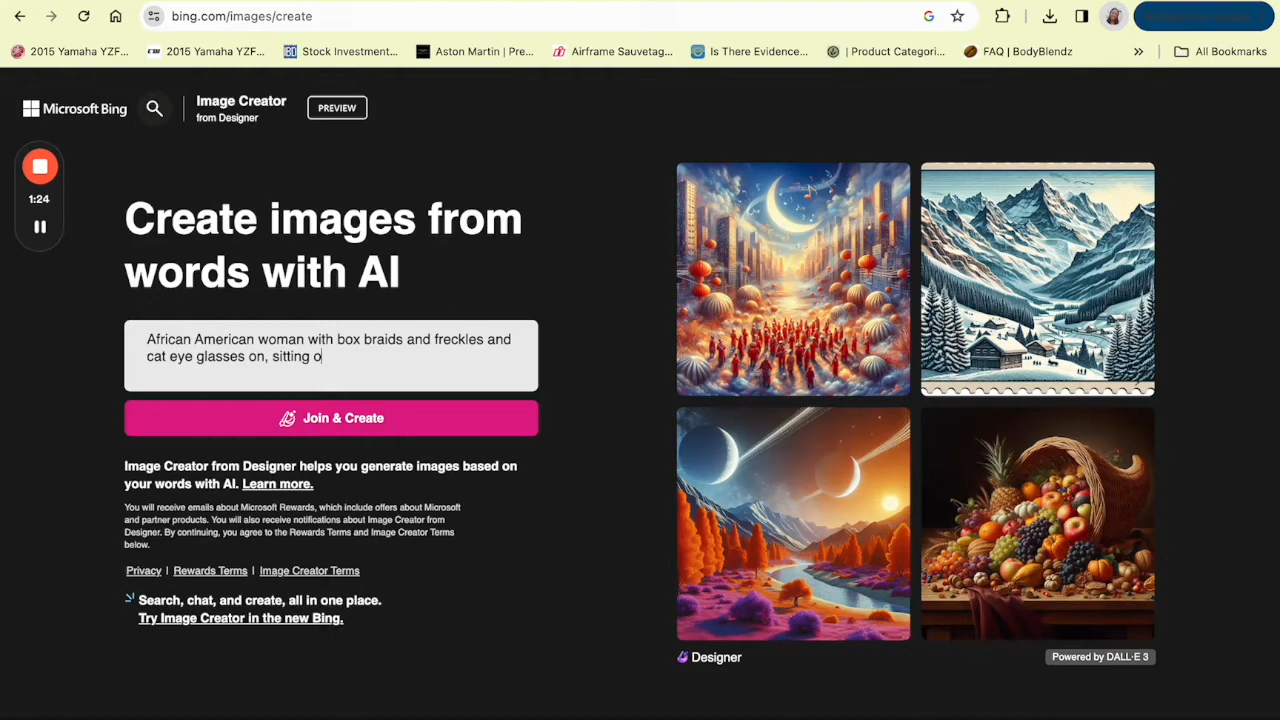 bing.com/images/create
2015 Yamaha YZF...
2015 Yamaha YZF...
Stock Investment...
Aston Martin | Pre...
Airframe Sauvetag...
Is There Evidence...
| Product Categori...
FAQ | BodyBlendz
»
All Bookmarks
Microsoft Bing
Image Creator
from Designer
PREVIEW
1:24
Create images from
words with AI
African American woman with box braids and freckles and
cat eye glasses on, sitting o
Join & Create
Image Creator from Designer helps you generate images based on
your words with AI. Learn more.
You will receive emails about Microsoft Rewards, which include offers about Microsoft
and partner products. You will also receive notifications about Image Creator from
Designer. By continuing, you agree to the Rewards Terms and Image Creator Terms
below.
Privacy | Rewards Terms | Image Creator Terms
Search, chat, and create, all in one place.
Try Image Creator in the new Bing.
Designer
Powered by DALL·E 3